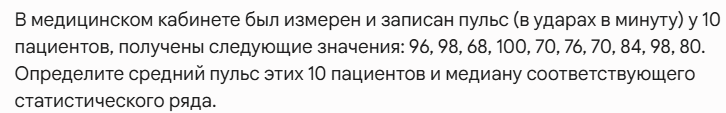 В медицинском кабинете был измерен и записан пульс (в ударах в минуту) у 10
пациентов, получены следующие значения: 96, 98, 68, 100, 70, 76, 70, 84, 98, 80.
Определите средний пульс этих 10 пациентов и медиану соответствующего
статистического ряда.